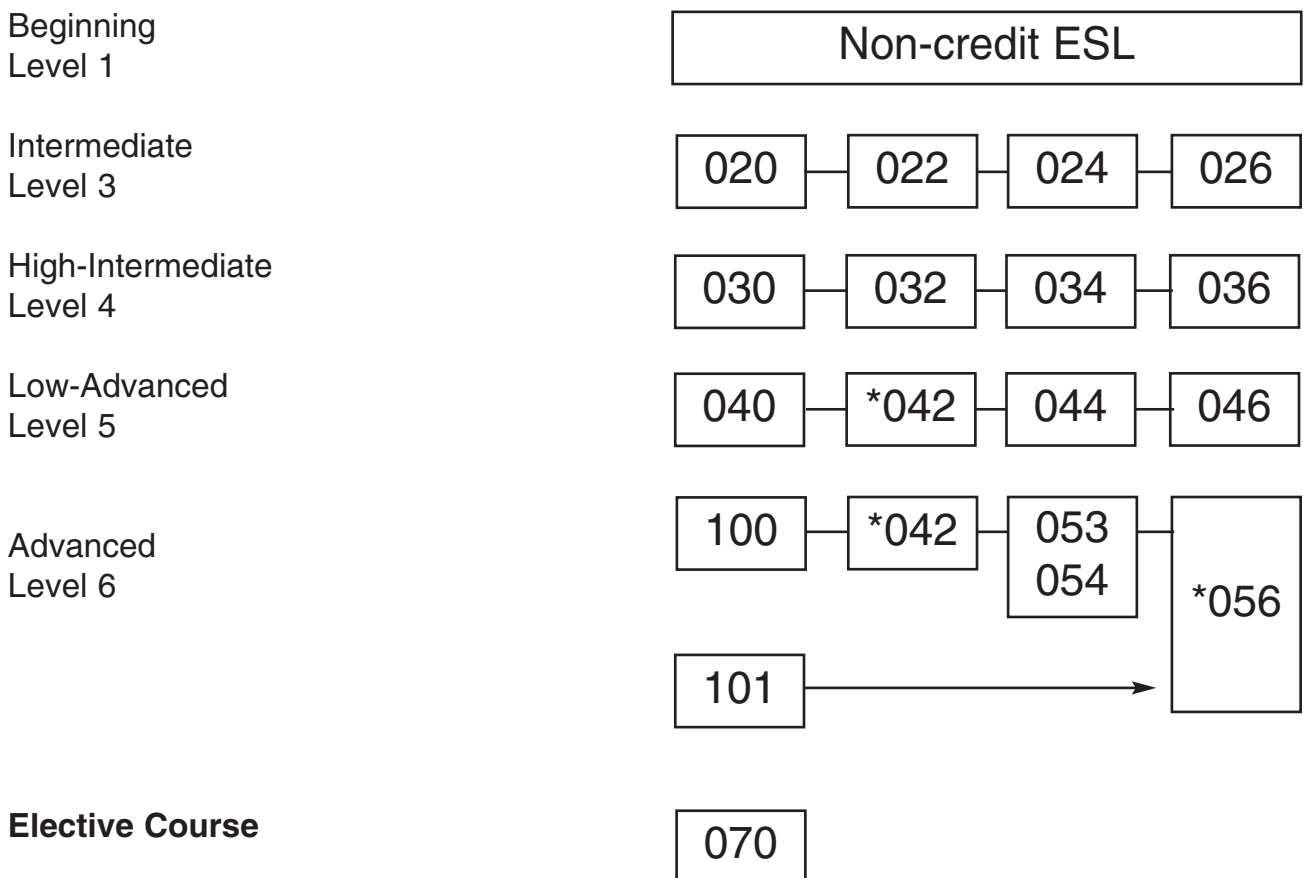 Beginning
Level 1
Non-credit ESL
Intermediate
Level 3
020 022 024 026
High-Intermediate
Level 4
030 032 034 036
Low-Advanced
Level 5
040 *042 044 046
Advanced
Level 6
100 *042 053
054
*056
101
Elective Course
070